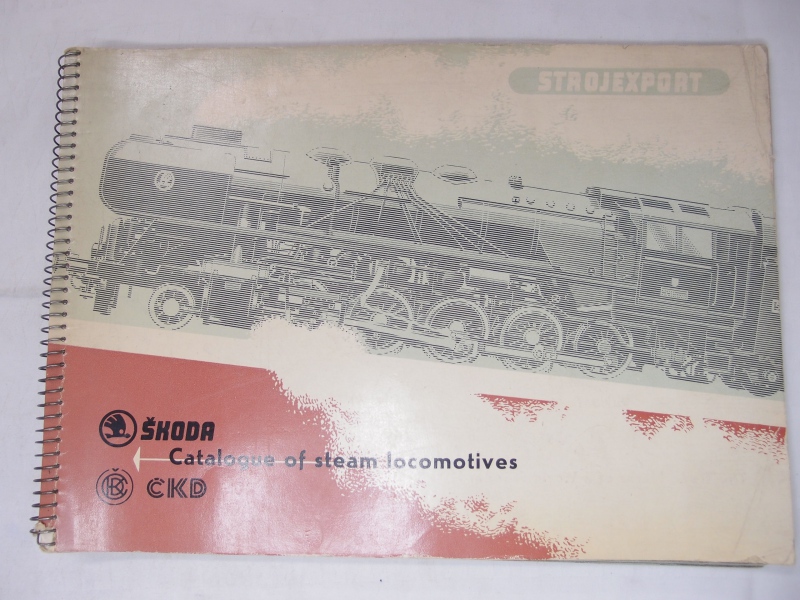 STROJEXPORT
ŠKODA
Catalogue of steam locomotives
ČKD